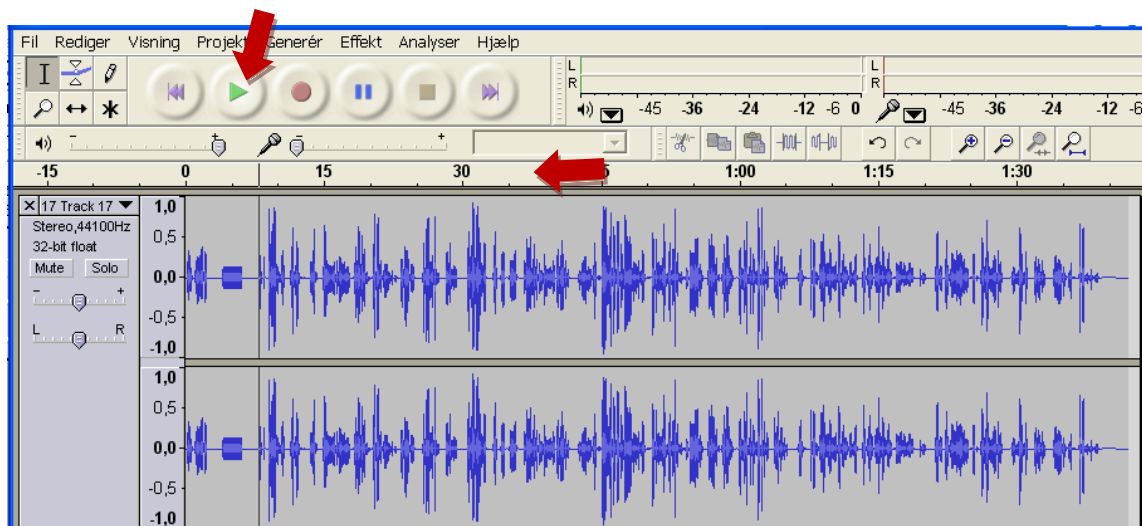 Fil Rediger Visning Projekt Generér Effekt Analyser Hjælp
L
R
-45 -36 -24 -12 -6 0
L
R
-45 -36 -24 -12 -6
- +
- +
-15 0 15 30 5 1:00 1:15 1:30
17 Track 17
Stereo,44100Hz
32-bit float
Mute Solo
- +
L R
1,0
0,5
0,0
-0,5
-1,0
1,0
0,5
0,0
-0,5
-1,0